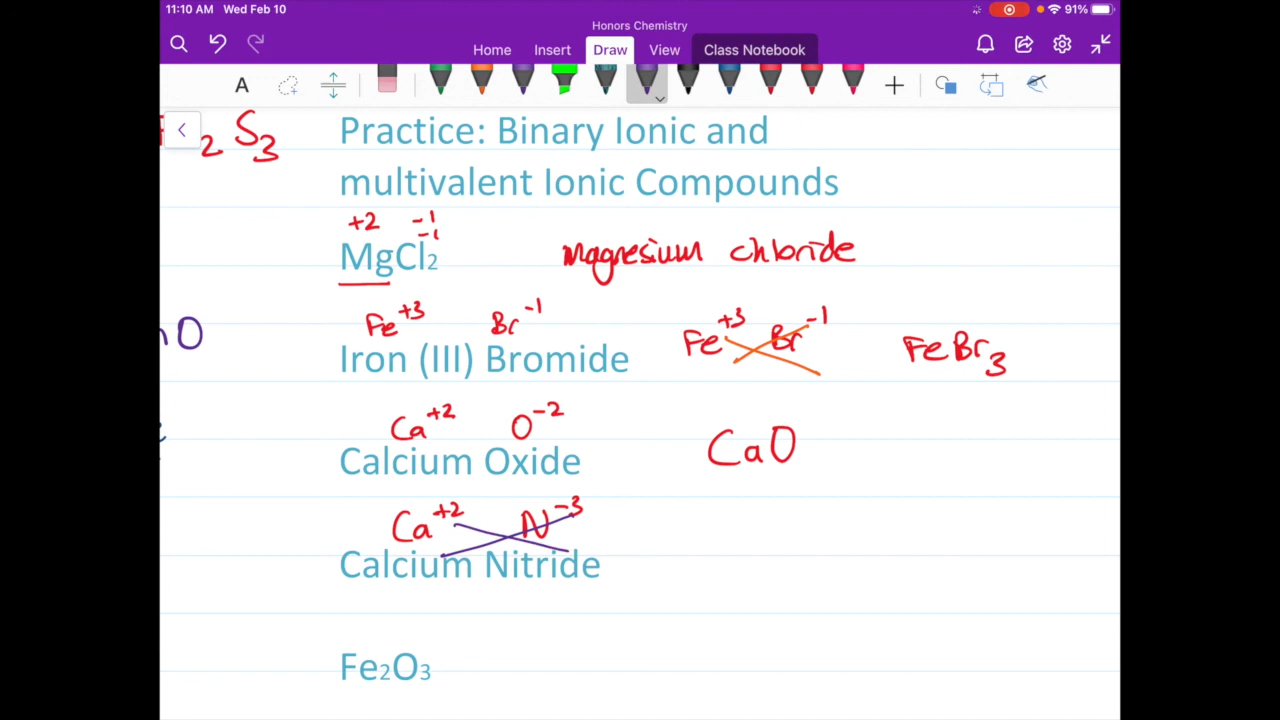 11:10 AM Wed Feb 10 91%
Honors Chemistry
Home Insert Draw View Class Notebook
A
2 S3 Practice: Binary Ionic and
multivalent Ionic Compounds
+2 -1
-1
MgCl2 magnesium chloride
Fe+3 Br-1 Fe+3 Br-1 FeBr3
O
Iron (III) Bromide
Ca+2 O-2 CaO
Calcium Oxide
Ca+2 N-3
Calcium Nitride
Fe2O3